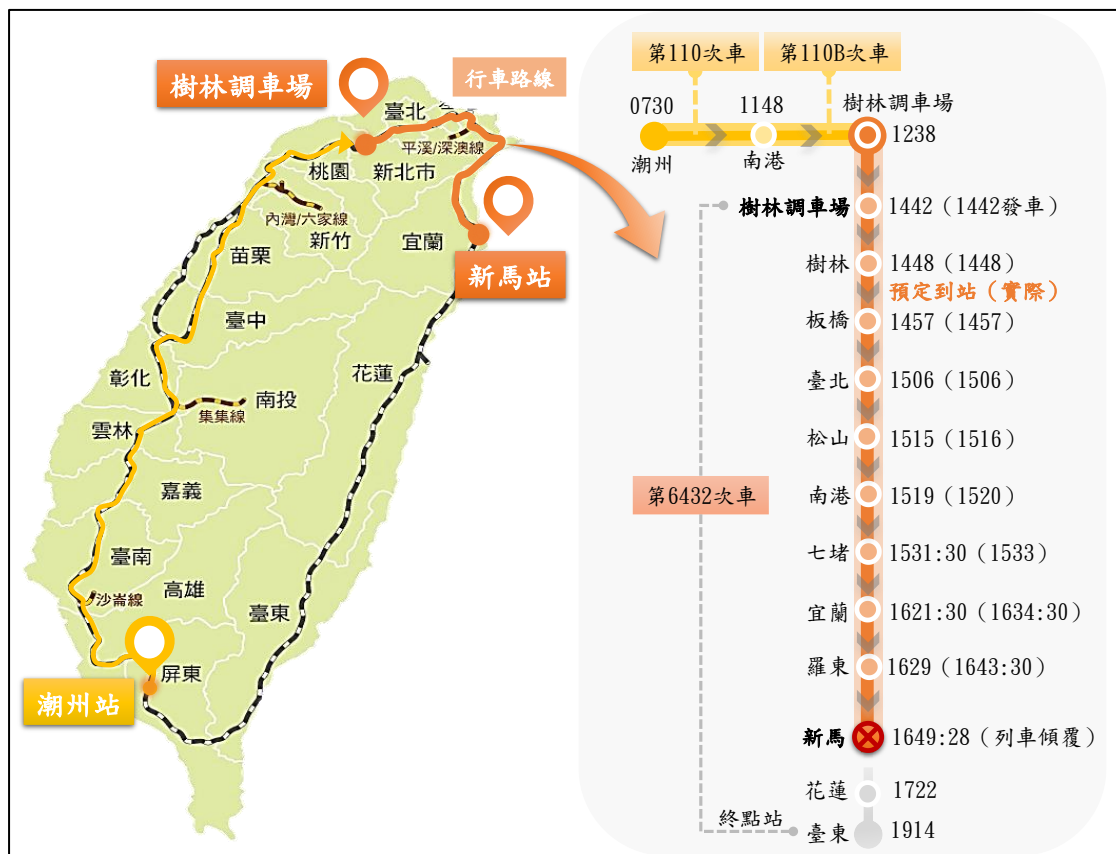 樹林調車場
行車路線
臺北
平溪/深澳線
桃園
新北市
內灣/六家線
新竹
宜蘭
苗栗
新馬站
臺中
彰化
花蓮
南投
集集線
雲林
嘉義
臺南
高雄
沙崙線
臺東
屏東
潮州站
第110次車
第110B次車
0730
1148
樹林調車場
1238
潮州
南港
樹林調車場 1442（1442發車）
樹林 1448（1448）
預定到站（實際）
板橋 1457（1457）
臺北 1506（1506）
松山 1515（1516）
第6432次車
南港 1519（1520）
七堵 1531:30（1533）
宜蘭 1621:30（1634:30）
羅東 1629（1643:30）
新馬 1649:28（列車傾覆）
花蓮 1722
終點站
臺東 1914